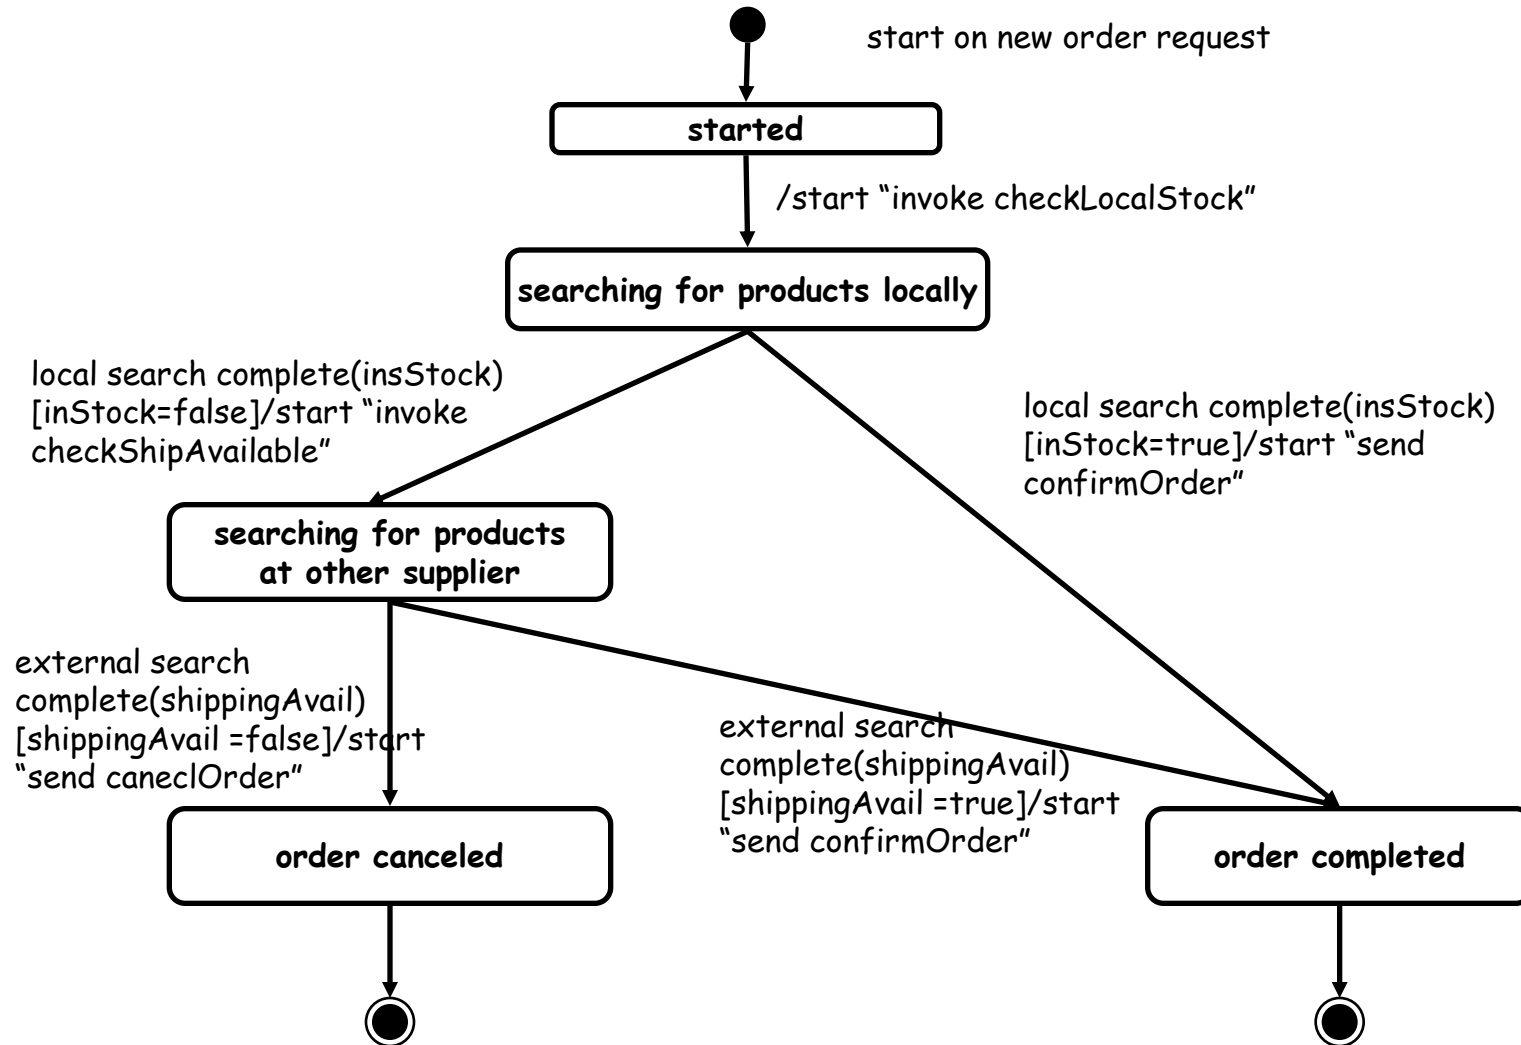 start on new order request
started
/start “invoke checkLocalStock”
searching for products locally
local search complete(insStock)
[inStock=false]/start “invoke
checkShipAvailable”
local search complete(insStock)
[inStock=true]/start “send
confirmOrder”
searching for products
at other supplier
external search
complete(shippingAvail)
[shippingAvail =false]/start
“send caneclOrder”
external search
complete(shippingAvail)
[shippingAvail =true]/start
“send confirmOrder”
order canceled
order completed